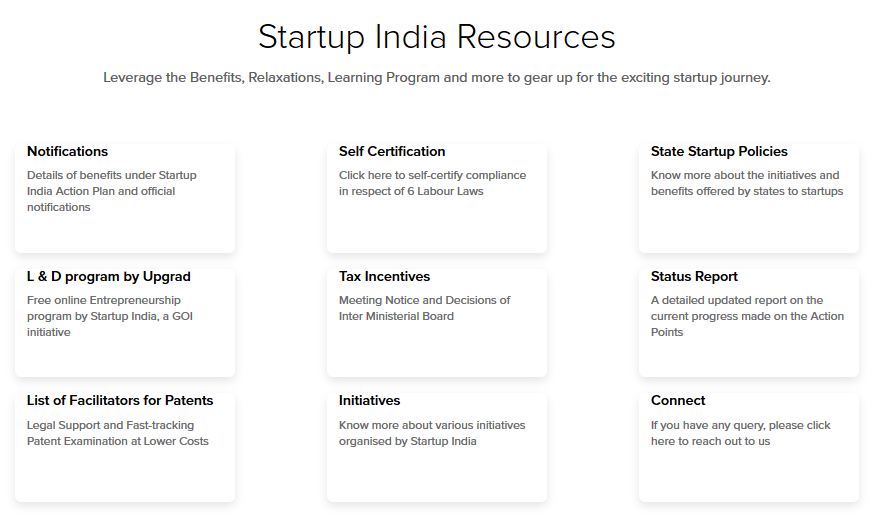 Startup India Resources
Leverage the Benefits, Relaxations, Learning Program and more to gear up for the exciting startup journey.
Notifications
Details of benefits under Startup
India Action Plan and official
notifications
Self Certification
Click here to self-certify compliance
in respect of 6 Labour Laws
State Startup Policies
Know more about the initiatives and
benefits offered by states to startups
L & D program by Upgrad
Free online Entrepreneurship
program by Startup India, a GOI
initiative
Tax Incentives
Meeting Notice and Decisions of
Inter Ministerial Board
Status Report
A detailed updated report on the
current progress made on the Action
Points
List of Facilitators for Patents
Legal Support and Fast-tracking
Patent Examination at Lower Costs
Initiatives
Know more about various initiatives
organised by Startup India
Connect
If you have any query, please click
here to reach out to us